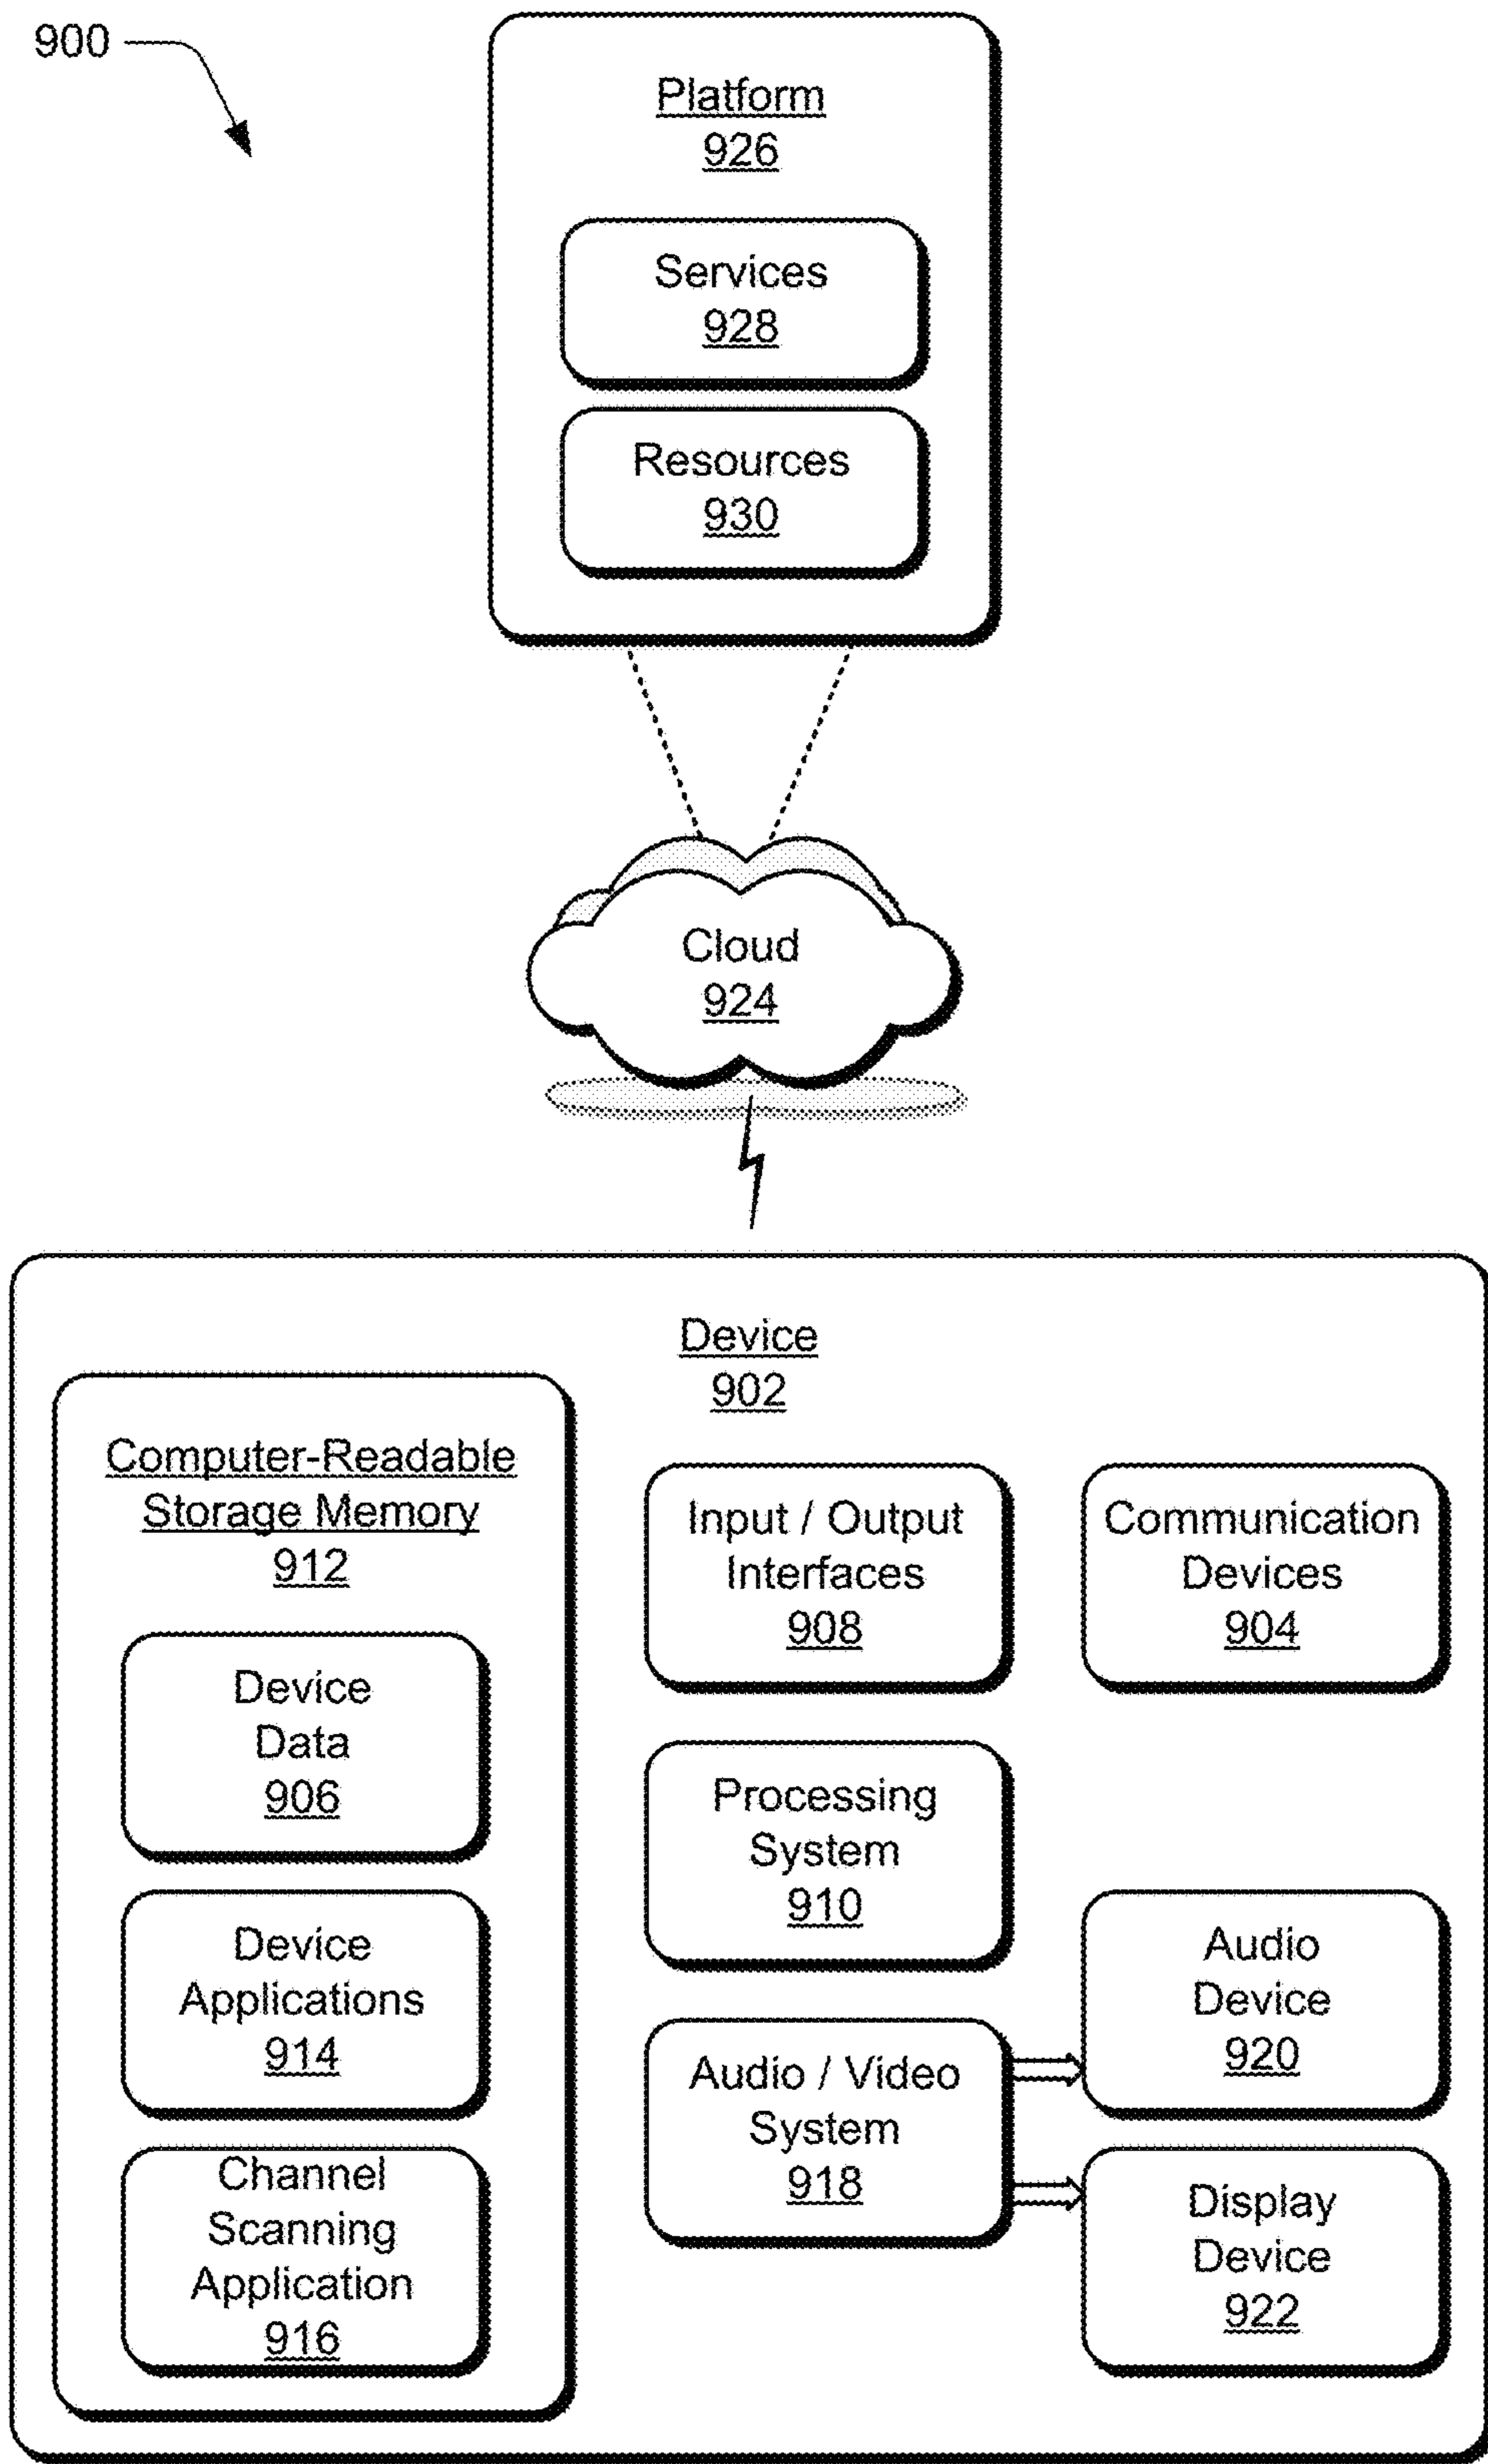 900
Platform
926
Services
928
Resources
930
Cloud
924
Device
902
Computer-Readable
Storage Memory
912
Device
Data
906
Device
Applications
914
Channel
Scanning
Application
916
Input / Output
Interfaces
908
Communication
Devices
904
Processing
System
910
Audio / Video
System
918
Audio
Device
920
Display
Device
922